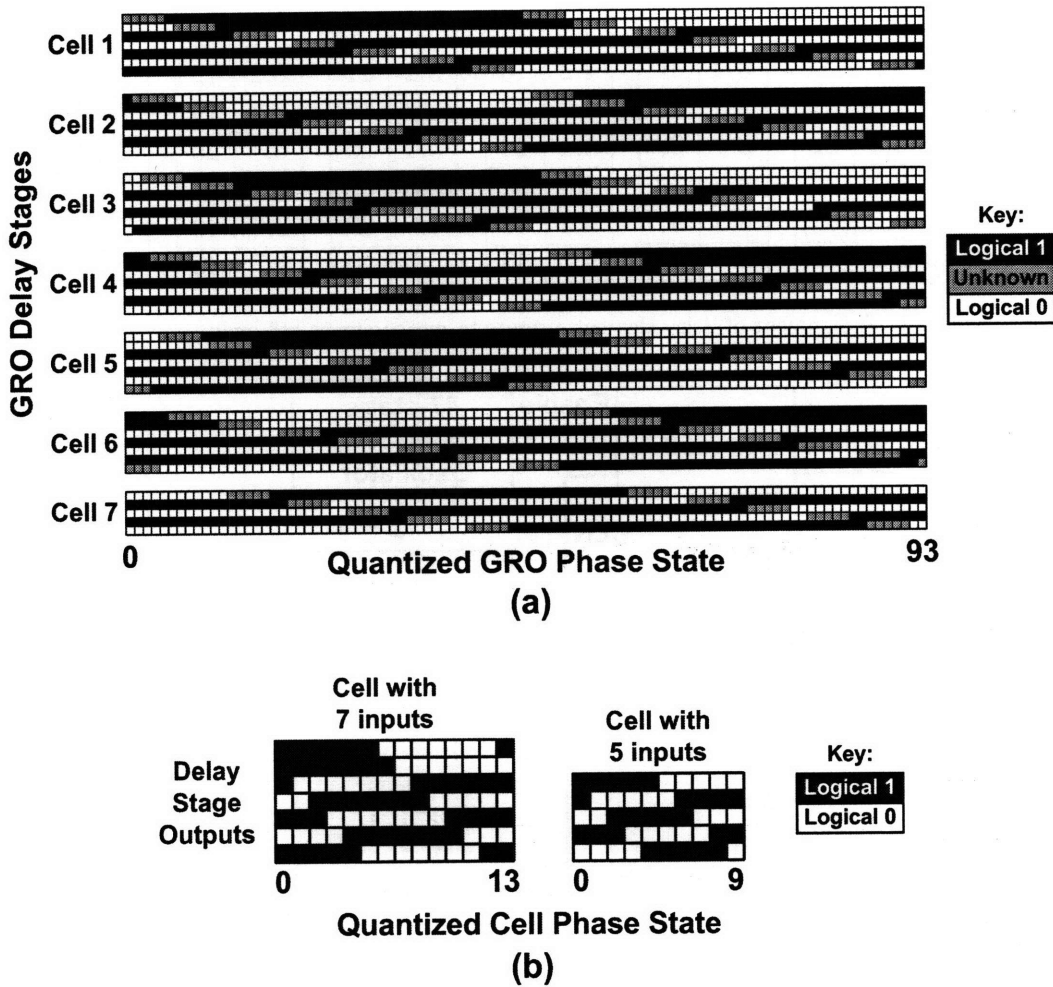 GRO Delay Stages
Cell 1
Cell 2
Cell 3
Cell 4
Cell 5
Cell 6
Cell 7
0
93
Quantized GRO Phase State
(a)
Key:
Logical 1
Unknown
Logical 0
Cell with
7 inputs
Delay
Stage
Outputs
0
13
Cell with
5 inputs
0
9
Key:
Logical 1
Logical 0
Quantized Cell Phase State
(b)